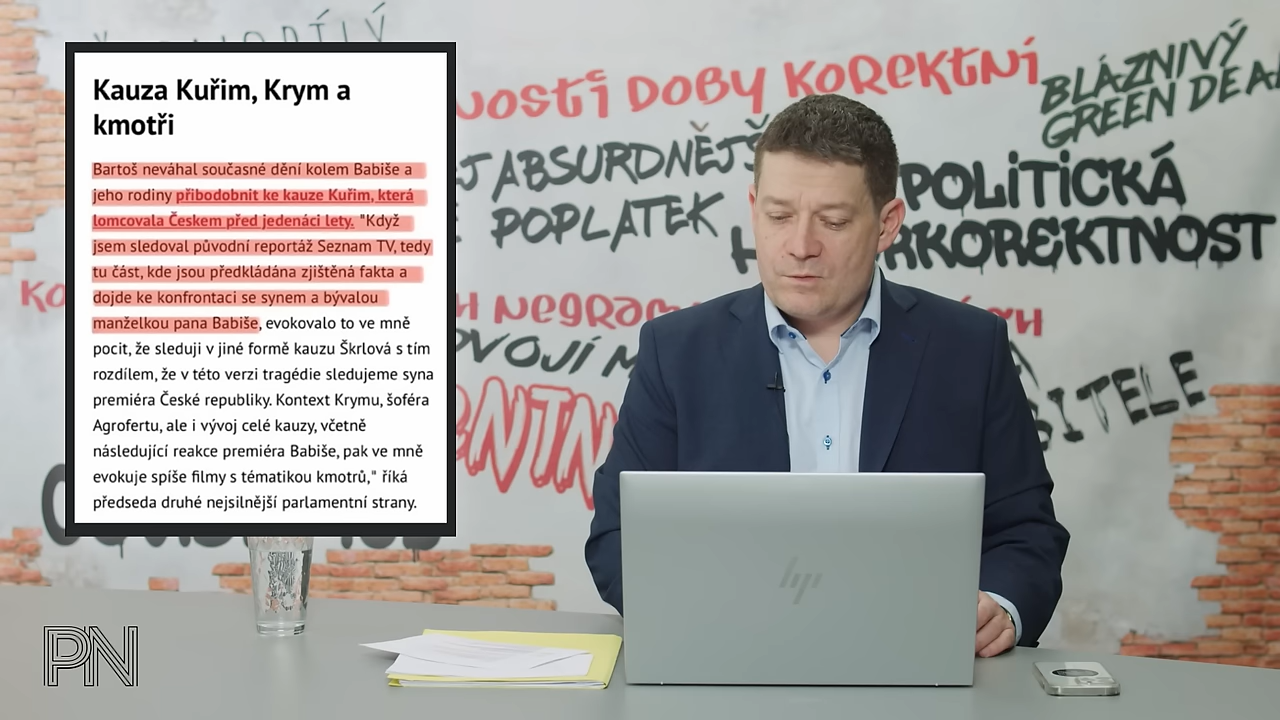 Kauza Kuřim, Krym a
kmotři
Bartoš neváhal současné dění kolem Babiše a
jeho rodiny přibodobnit ke kauze Kuřim, která
lomcovala Českem před jedenáci lety. "Když
jsem sledoval původní reportáž Seznam TV, tedy
tu část, kde jsou předkládána zjištěná fakta a
dojde ke konfrontaci se synem a bývalou
manželkou pana Babiše, evokovalo to ve mně
pocit, že sleduji v jiné formě kauzu Škrlová s tím
rozdílem, že v této verzi tragédie sledujeme syna
premiéra České republiky. Kontext Krymu, šoféra
Agrofertu, ale i vývoj celé kauzy, včetně
následující reakce premiéra Babiše, pak ve mně
evokuje spíše filmy s tématikou kmotrů," říká
předseda druhé nejsilnější parlamentní strany.
DOBY KOREKTNÍ
BLÁZNIVÝ
GREEN DEA
ABSURDNĚJŠ
POPLATEK
POLITICKÁ
RKOREKTNOST
PN
hp